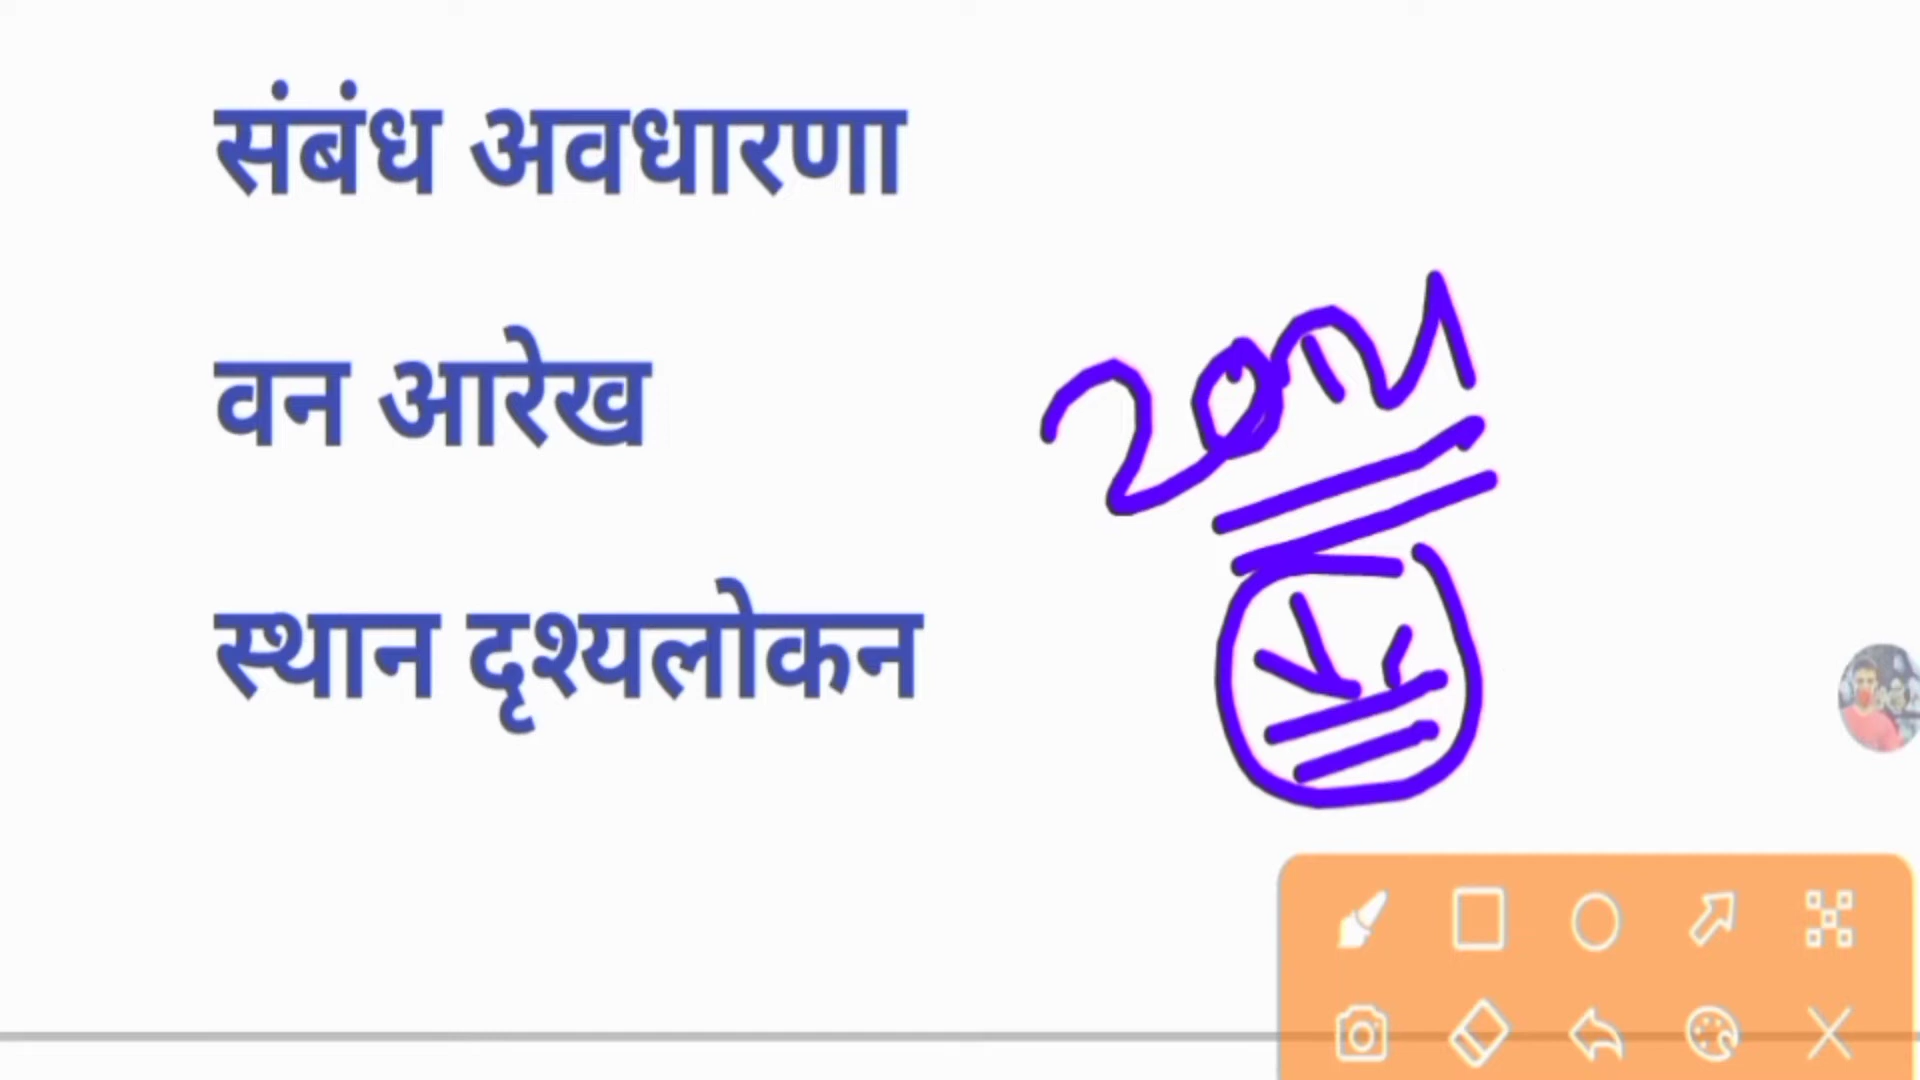 संबंध अवधारणा
वन आरेख
स्थान दृश्यलोकन